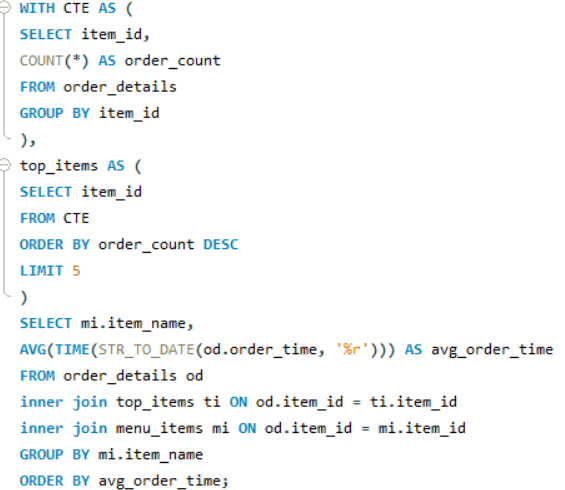 WITH CTE AS (
SELECT item_id,
COUNT(*) AS order_count
FROM order_details
GROUP BY item_id
),
top_items AS (
SELECT item_id
FROM CTE
ORDER BY order_count DESC
LIMIT 5
)
SELECT mi.item_name,
AVG(TIME(STR_TO_DATE(od.order_time, '%r'))) AS avg_order_time
FROM order_details od
inner join top_items ti ON od.item_id = ti.item_id
inner join menu_items mi ON od.item_id = mi.item_id
GROUP BY mi.item_name
ORDER BY avg_order_time;